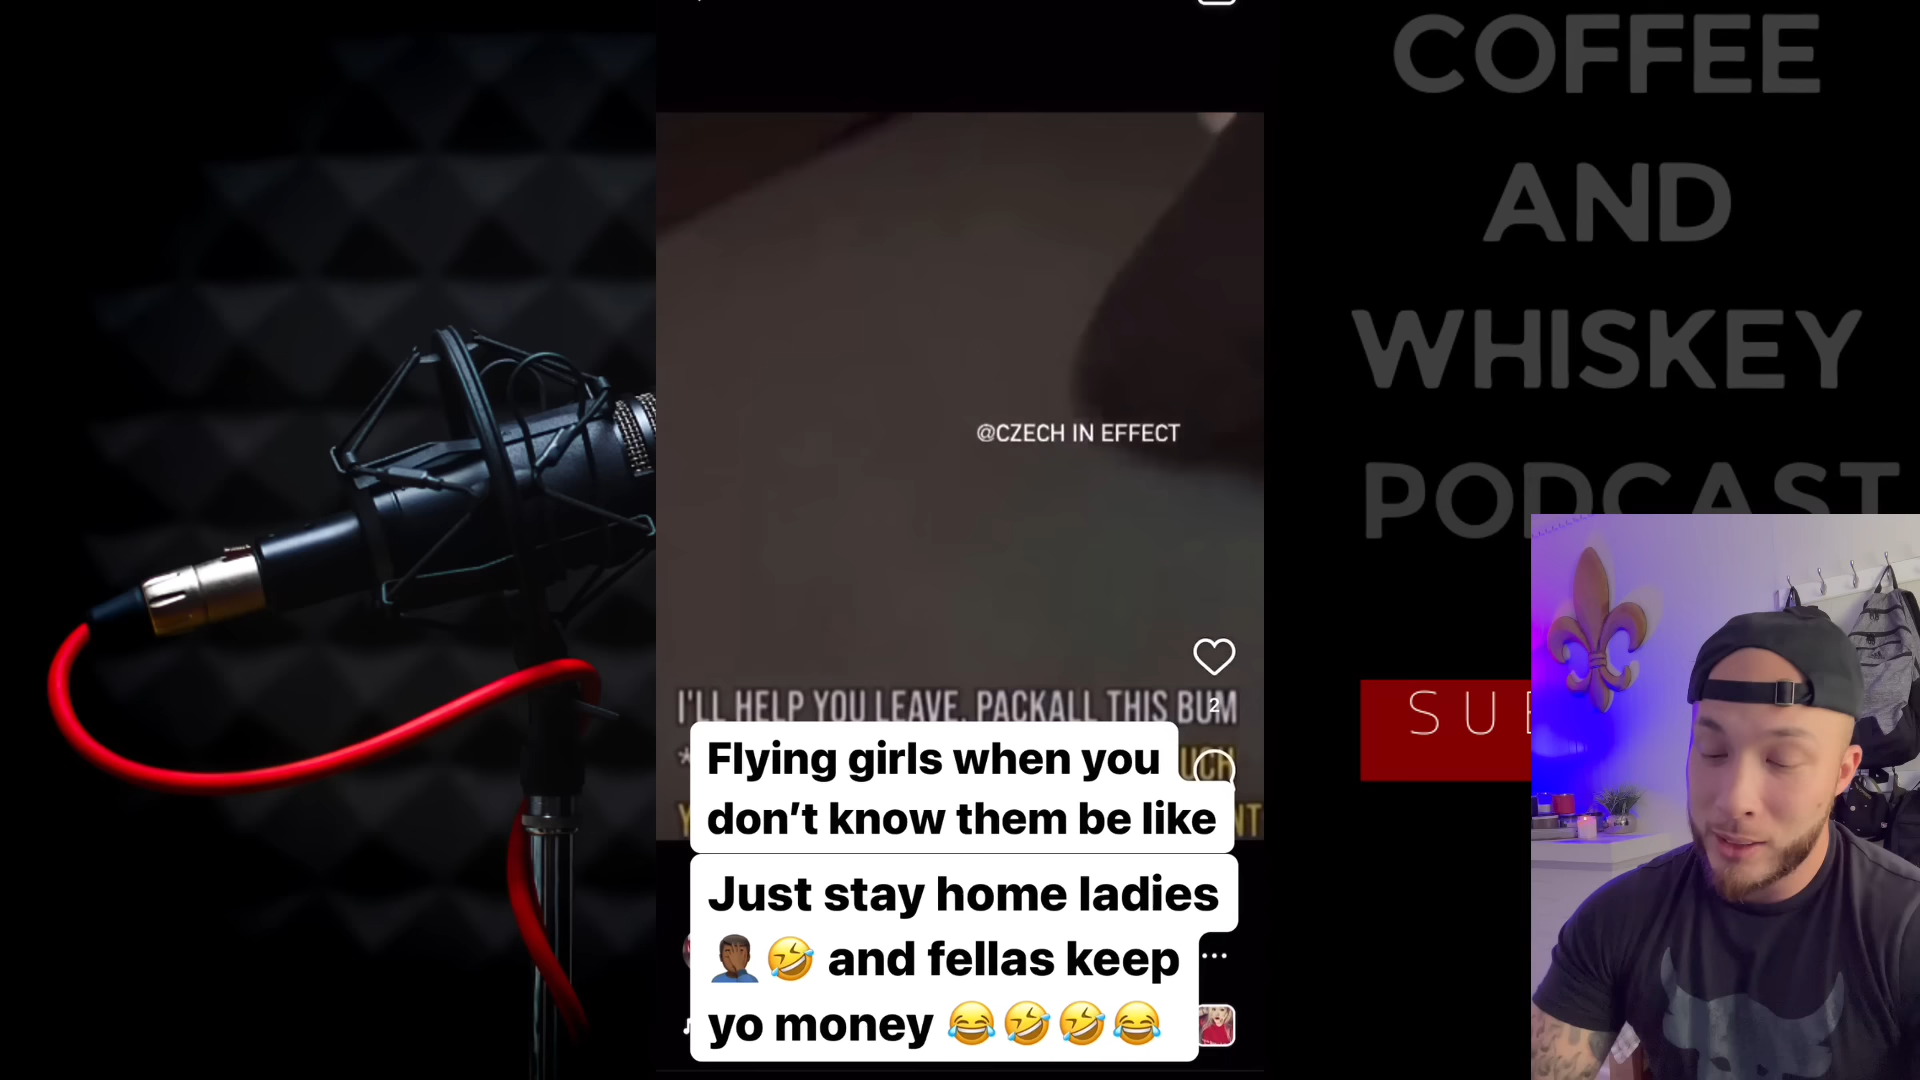 COFFEE
AND
WHISKEY
PODCAST
@CZECH IN EFFECT
I'LL HELP YOU LEAVE. PACKALL THIS BUM
2
Flying girls when you
don’t know them be like
Just stay home ladies
🤦🏾‍♂️🤣 and fellas keep
yo money 😂🤣🤣😂